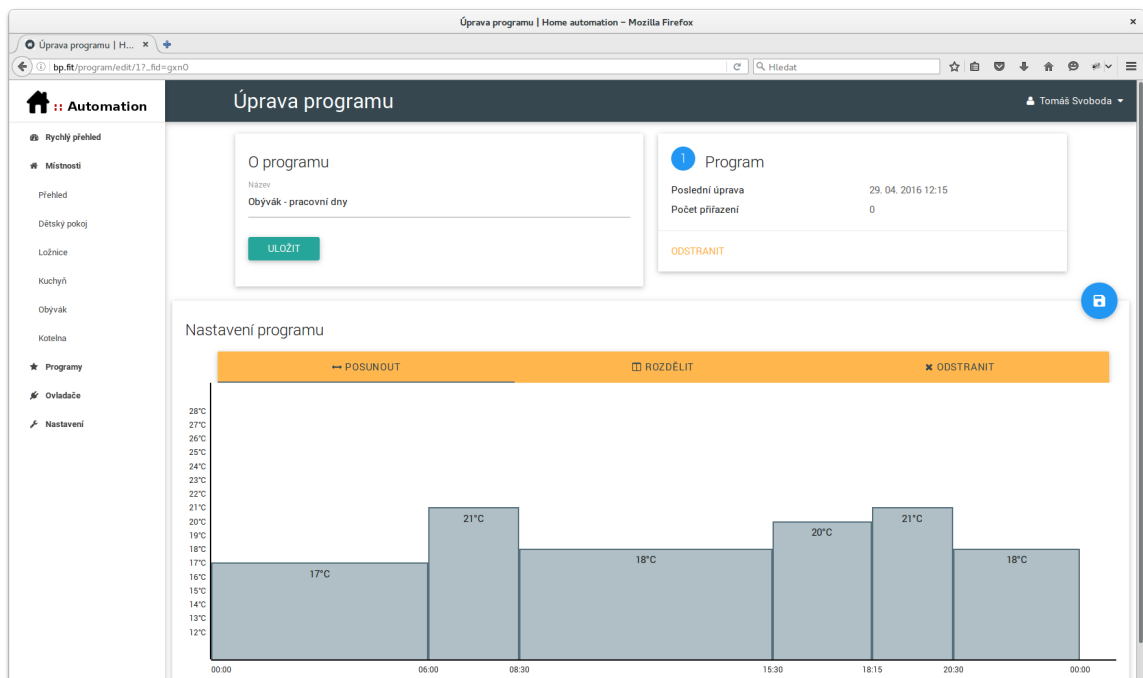 Úprava programu | Home automation – Mozilla Firefox
Úprava programu | H...
bp.fit/program/edit/1?_fid=gxn0
Hledat
:: Automation
Úprava programu
Tomáš Svoboda
Rychlý přehled
Místnosti
Přehled
Dětský pokoj
Ložnice
Kuchyň
Obývák
Kotelna
Programy
Ovladače
Nastavení
O programu
Název
Obývák - pracovní dny
ULOŽIT
1 Program
Poslední úprava 29. 04. 2016 12:15
Počet přiřazení 0
ODSTRANIT
Nastavení programu
POSUNOUT ROZDĚLIT ODSTRANIT
28°C
27°C
26°C
25°C
24°C
23°C
22°C
21°C
20°C
19°C
18°C
17°C
16°C
15°C
14°C
13°C
12°C
17°C
21°C
18°C
20°C
21°C
18°C
00:00 06:00 08:30 15:30 18:15 20:30 00:00